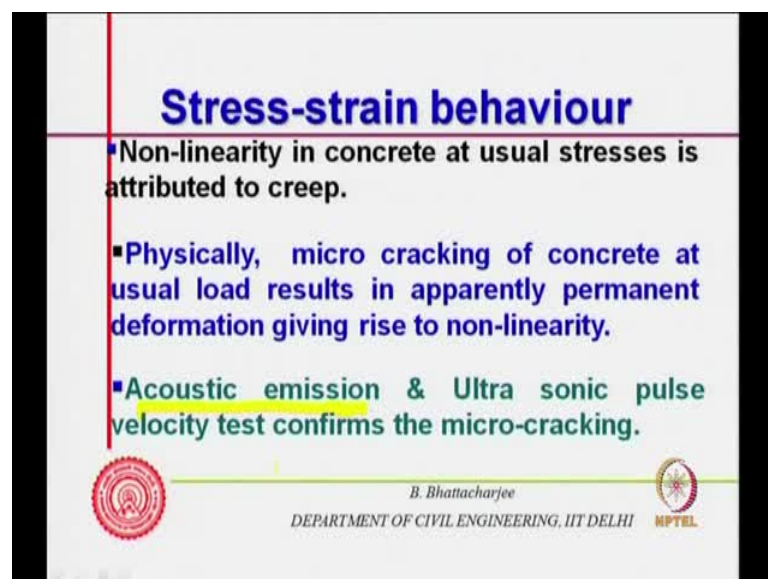 Stress-strain behaviour
▪Non-linearity in concrete at usual stresses is
attributed to creep.
▪Physically, micro cracking of concrete at
usual load results in apparently permanent
deformation giving rise to non-linearity.
▪Acoustic emission & Ultra sonic pulse
velocity test confirms the micro-cracking.
B. Bhattacharjee
DEPARTMENT OF CIVIL ENGINEERING, IIT DELHI
NPTEL